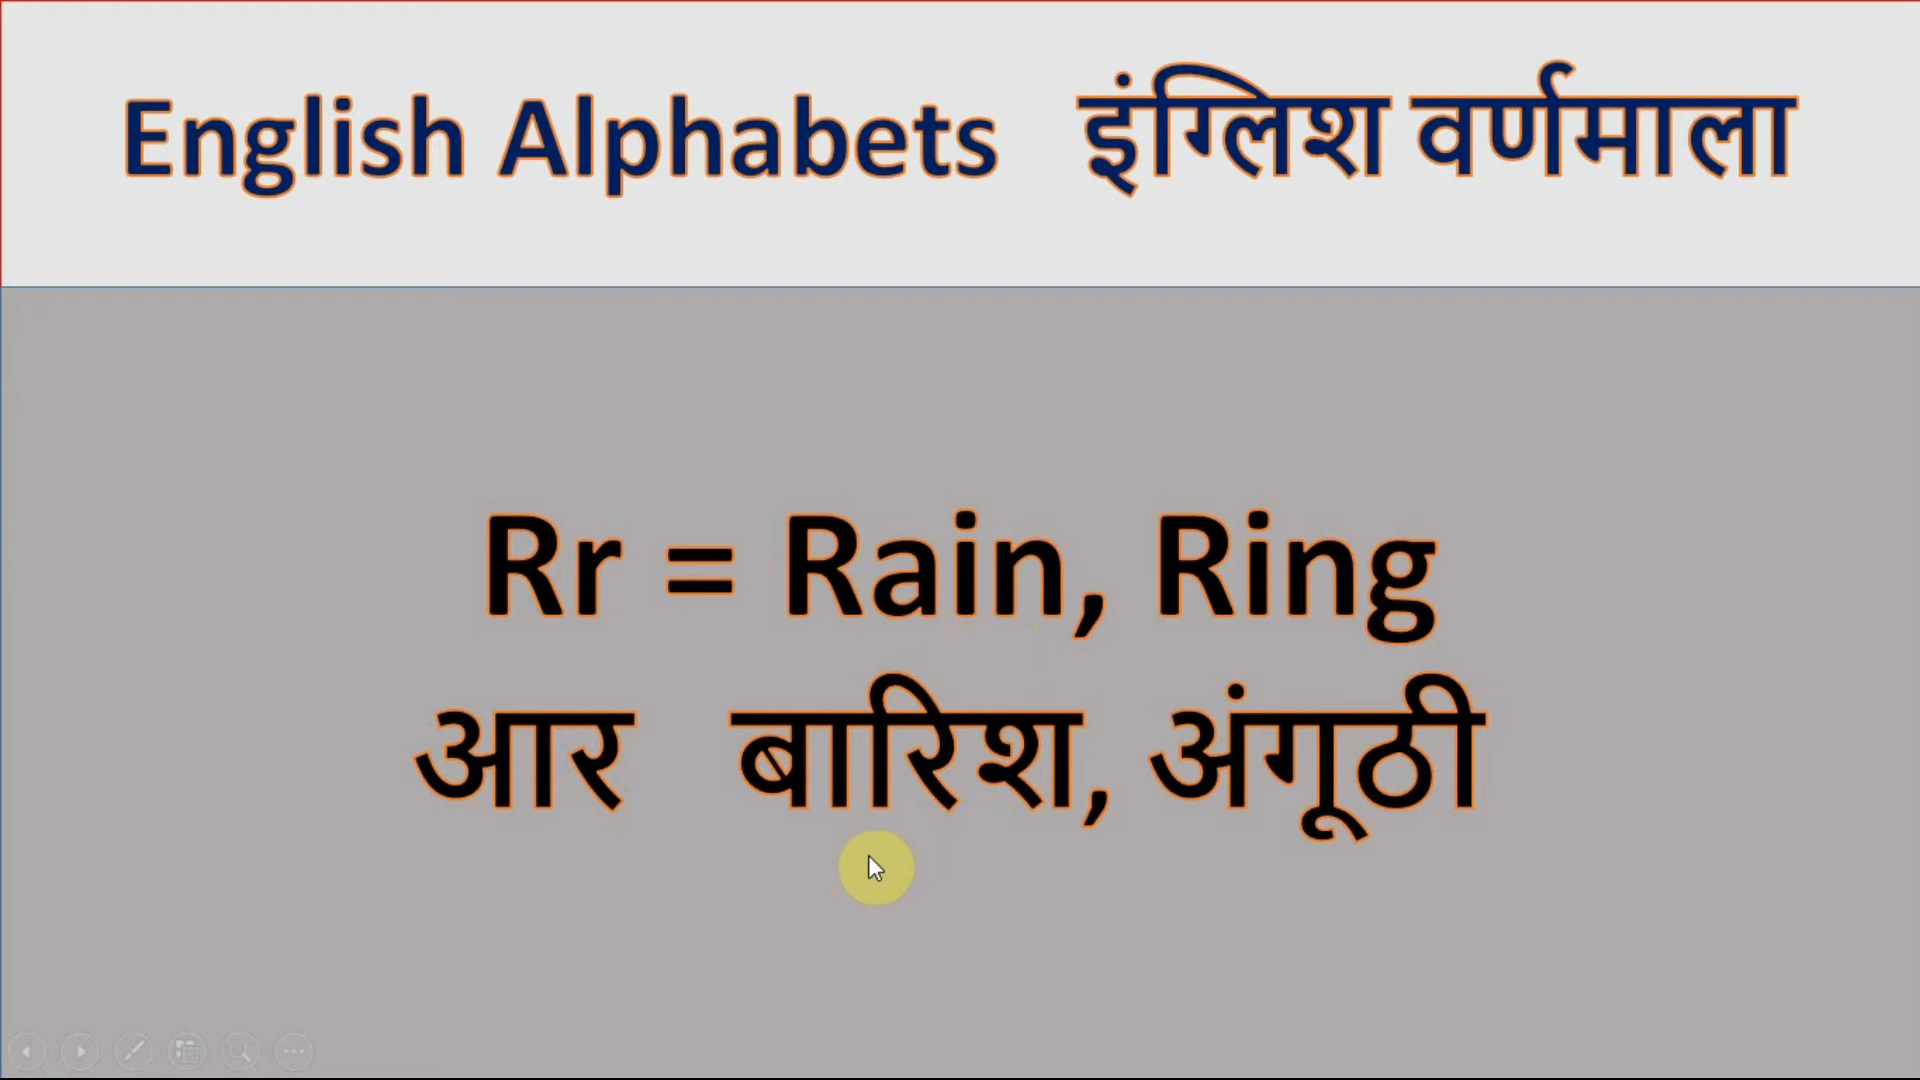 English Alphabets इंग्लिश वर्णमाला
Rr = Rain, Ring
आर बारिश, अंगूठी